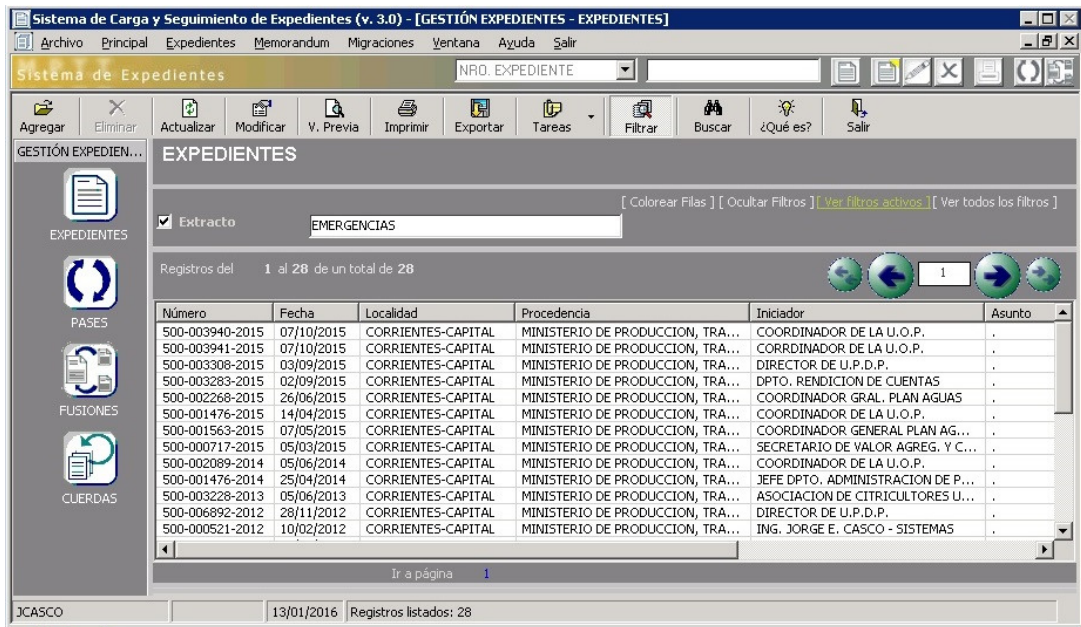 Sistema de Carga y Seguimiento de Expedientes (v. 3.0) - [GESTIÓN EXPEDIENTES - EXPEDIENTES]
Archivo Principal Expedientes Memorandum Migraciones Ventana Ayuda Salir
Sistema de Expedientes NRO. EXPEDIENTE
Agregar Eliminar Actualizar Modificar V. Previa Imprimir Exportar Tareas Filtrar Buscar ¿Qué es? Salir
GESTIÓN EXPEDIEN... EXPEDIENTES
[ Colorear Filas ] [ Ocultar Filtros ] [ Ver filtros activos ] [ Ver todos los filtros ]
Extracto EMERGENCIAS
EXPEDIENTES
Registros del 1 al 28 de un total de 28 1
PASES
FUSIONES
CUERDAS
Número Fecha Localidad Procedencia Iniciador Asunto
500-003940-2015 07/10/2015 CORRIENTES-CAPITAL MINISTERIO DE PRODUCCION, TRA... COORDINADOR DE LA U.O.P. .
500-003941-2015 07/10/2015 CORRIENTES-CAPITAL MINISTERIO DE PRODUCCION, TRA... CORRDINADOR DE LA U.O.P. .
500-003308-2015 03/09/2015 CORRIENTES-CAPITAL MINISTERIO DE PRODUCCION, TRA... DIRECTOR DE U.P.D.P. .
500-003283-2015 02/09/2015 CORRIENTES-CAPITAL MINISTERIO DE PRODUCCION, TRA... DPTO. RENDICION DE CUENTAS .
500-002268-2015 26/06/2015 CORRIENTES-CAPITAL MINISTERIO DE PRODUCCION, TRA... COORDINADOR GRAL. PLAN AGUAS .
500-001476-2015 14/04/2015 CORRIENTES-CAPITAL MINISTERIO DE PRODUCCION, TRA... COORDINADOR DE LA U.O.P. .
500-001563-2015 07/05/2015 CORRIENTES-CAPITAL MINISTERIO DE PRODUCCION, TRA... COORDINADOR GENERAL PLAN AG... .
500-000717-2015 05/03/2015 CORRIENTES-CAPITAL MINISTERIO DE PRODUCCION, TRA... SECRETARIO DE VALOR AGREG. Y C... .
500-002089-2014 05/06/2014 CORRIENTES-CAPITAL MINISTERIO DE PRODUCCION, TRA... COORDINADOR DE LA U.O.P. .
500-001476-2014 25/04/2014 CORRIENTES-CAPITAL MINISTERIO DE PRODUCCION, TRA... JEFE DPTO. ADMINISTRACION DE P... .
500-003228-2013 05/06/2013 CORRIENTES-CAPITAL MINISTERIO DE PRODUCCION, TRA... ASOCIACION DE CITRICULTORES U... .
500-006892-2012 28/11/2012 CORRIENTES-CAPITAL MINISTERIO DE PRODUCCION, TRA... DIRECTOR DE U.P.D.P. .
500-000521-2012 10/02/2012 CORRIENTES-CAPITAL MINISTERIO DE PRODUCCION, TRA... ING. JORGE E. CASCO - SISTEMAS .
Ir a página 1
JCASCO 13/01/2016 Registros listados: 28